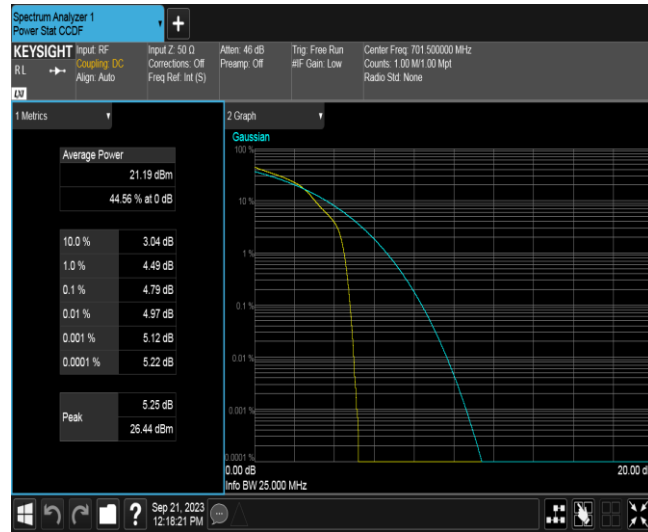 Spectrum Analyzer 1
Power Stat CCDF
+
KEYSIGHT
RL
LXI
Input: RF
Coupling: DC
Align: Auto
Input Z: 50 Ω
Corrections: Off
Freq Ref: Int (S)
Atten: 46 dB
Preamp: Off
Trig: Free Run
#IF Gain: Low
Center Freq: 701.500000 MHz
Counts: 1.00 M/1.00 Mpt
Radio Std: None
1 Metrics
Average Power
21.19 dBm
44.56 % at 0 dB
10.0 % 3.04 dB
1.0 % 4.49 dB
0.1 % 4.79 dB
0.01 % 4.97 dB
0.001 % 5.12 dB
0.0001 % 5.22 dB
Peak
5.25 dB
26.44 dBm
2 Graph
Gaussian
100 %
10 %
1 %
0.1 %
0.01 %
0.001 %
0.0001 %
0.00 dB
20.00 d
Info BW 25.000 MHz
?
Sep 21, 2023
12:18:21 PM